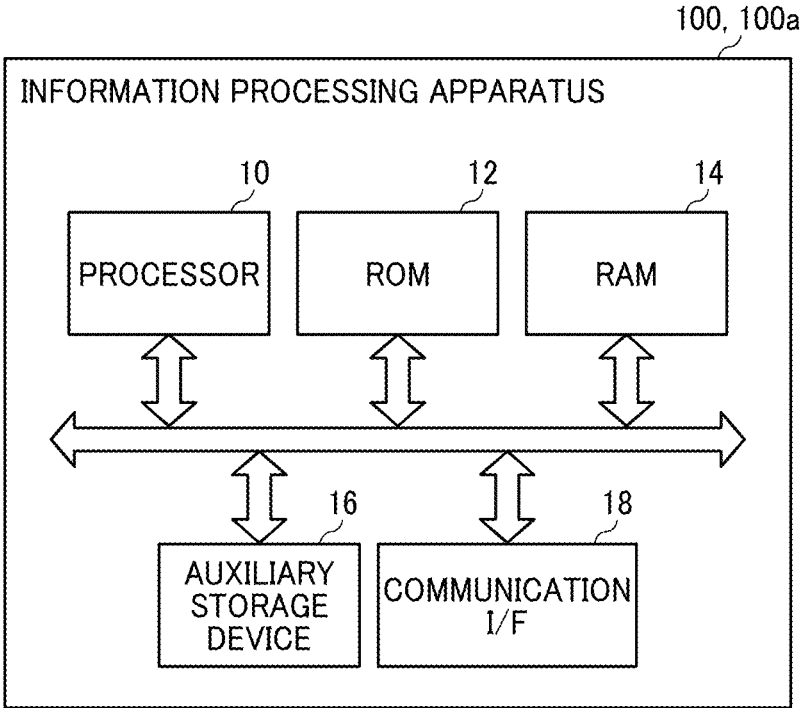 100, 100a
INFORMATION PROCESSING APPARATUS
10
12
14
PROCESSOR
ROM
RAM
16
18
AUXILIARY
STORAGE
DEVICE
COMMUNICATION
I/F